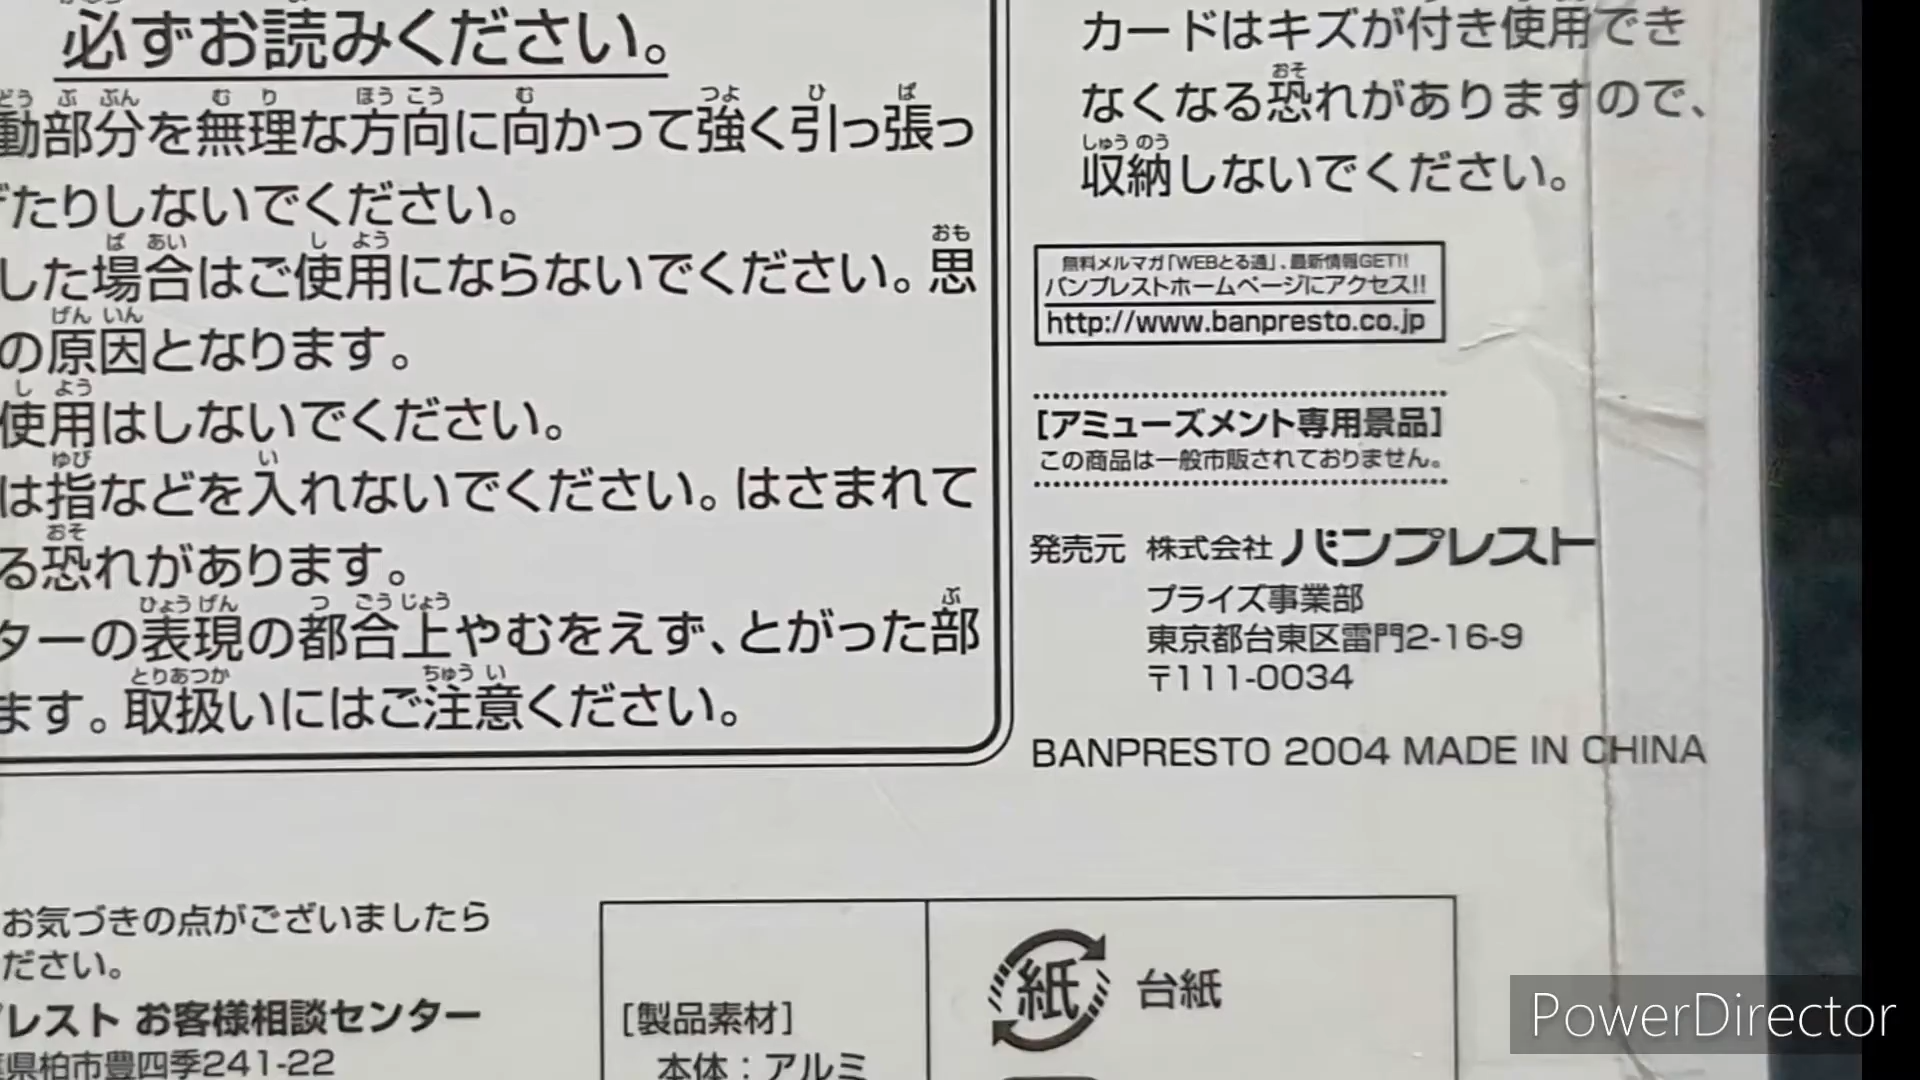 必ずお読みください。
動部分を無理な方向に向かって強く引っ張っ
たりしないでください。
した場合はご使用にならないでください。思
の原因となります。
使用はしないでください。
は指などを入れないでください。はさまれて
る恐れがあります。
ターの表現の都合上やむをえず、とがった部
ます。取扱いにはご注意ください。
カードはキズが付き使用でき
なくなる恐れがありますので、
収納しないでください。
無料メルマガ「WEBとる通」、最新情報GET!!
バンプレストホームページにアクセス!!
http://www.banpresto.co.jp
[アミューズメント専用景品]
この商品は一般市販されておりません。
発売元 株式会社 バンプレスト
プライズ事業部
東京都台東区雷門2-16-9
〒111-0034
BANPRESTO 2004 MADE IN CHINA
お気づきの点がございましたら
ださい。
レスト お客様相談センター
県柏市豊四季241-22
[製品素材]
本体：アルミ
紙 台紙
PowerDirector